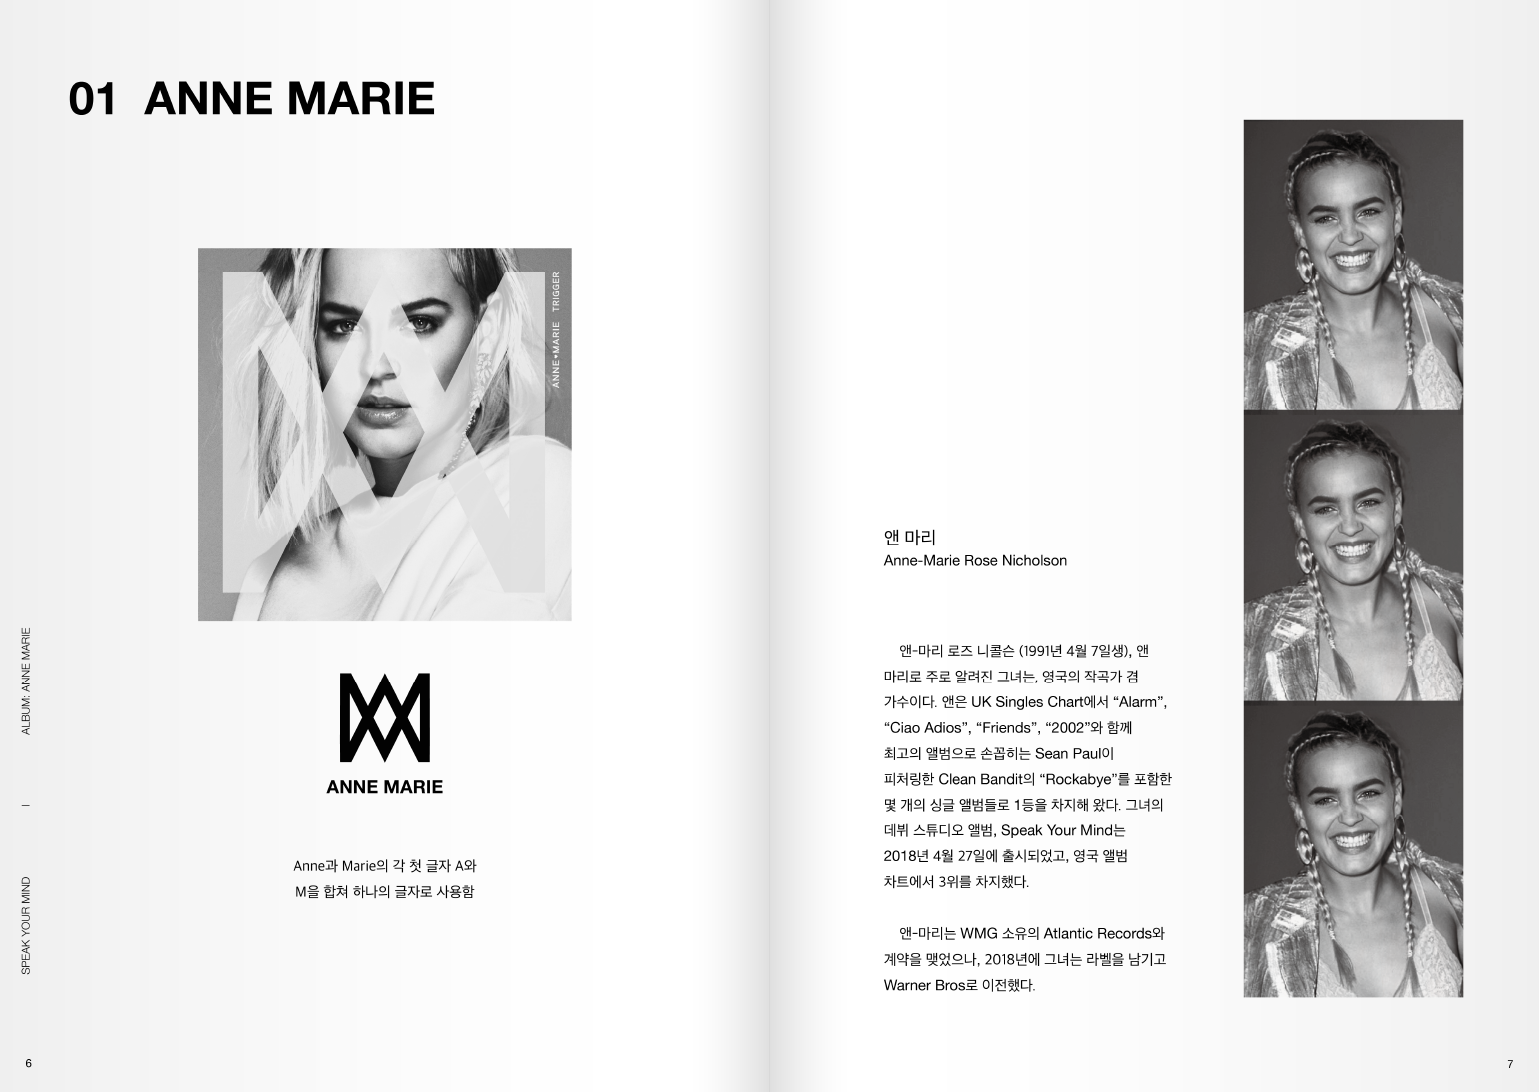 01 ANNE MARIE
ANNE•MARIE TRIGGER
ANNE MARIE
Anne과 Marie의 각 첫 글자 A와
M을 합쳐 하나의 글자로 사용함
ALBUM: ANNE MARIE
|
SPEAK YOUR MIND
6
앤 마리
Anne-Marie Rose Nicholson
앤-마리 로즈 니콜슨 (1991년 4월 7일생), 앤
마리로 주로 알려진 그녀는, 영국의 작곡가 겸
가수이다. 앤은 UK Singles Chart에서 “Alarm”,
“Ciao Adios”, “Friends”, “2002”와 함께
최고의 앨범으로 손꼽히는 Sean Paul이
피처링한 Clean Bandit의 “Rockabye”를 포함한
몇 개의 싱글 앨범들로 1등을 차지해 왔다. 그녀의
데뷔 스튜디오 앨범, Speak Your Mind는
2018년 4월 27일에 출시되었고, 영국 앨범
차트에서 3위를 차지했다.
앤-마리는 WMG 소유의 Atlantic Records와
계약을 맺었으나, 2018년에 그녀는 라벨을 남기고
Warner Bros로 이전했다.
7